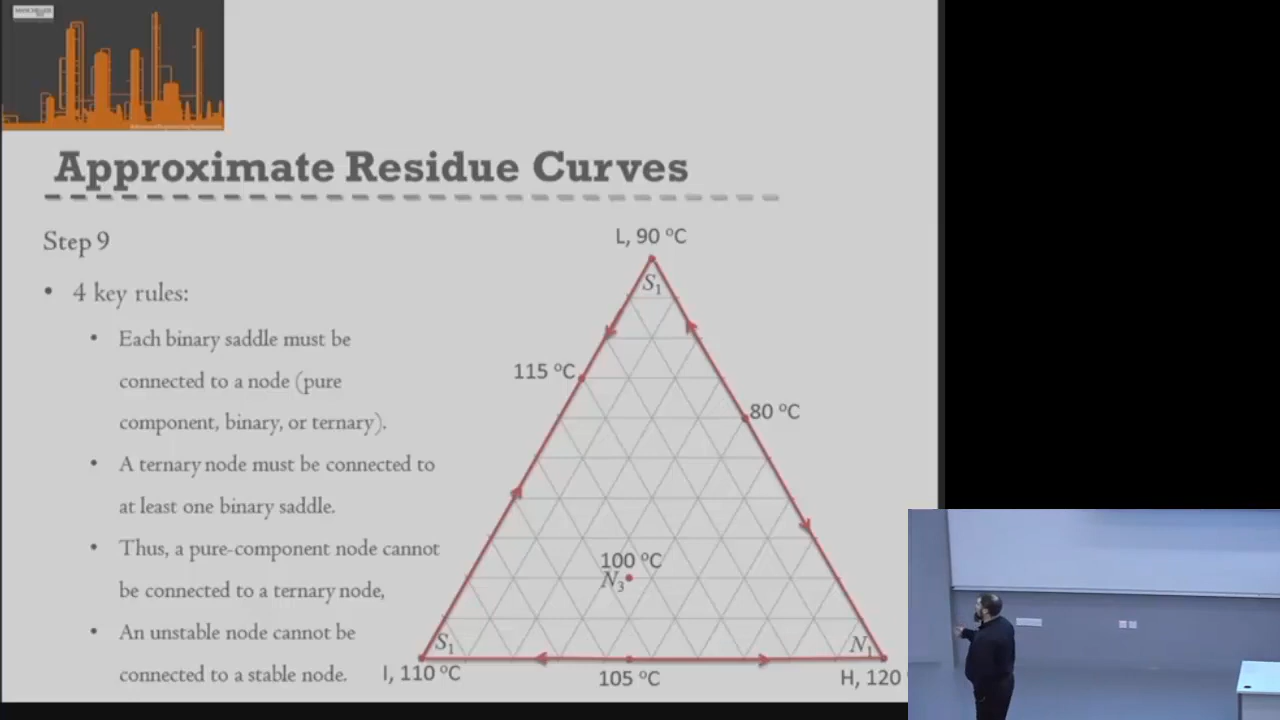 Approximate Residue Curves
Step 9
• 4 key rules:
• Each binary saddle must be
connected to a node (pure
component, binary, or ternary).
• A ternary node must be connected to
at least one binary saddle.
• Thus, a pure-component node cannot
be connected to a ternary node,
• An unstable node cannot be
connected to a stable node.
L, 90 °C
S₁
115 °C
80 °C
100 °C
N₃
S₁
N₁
I, 110 °C
105 °C
H, 120